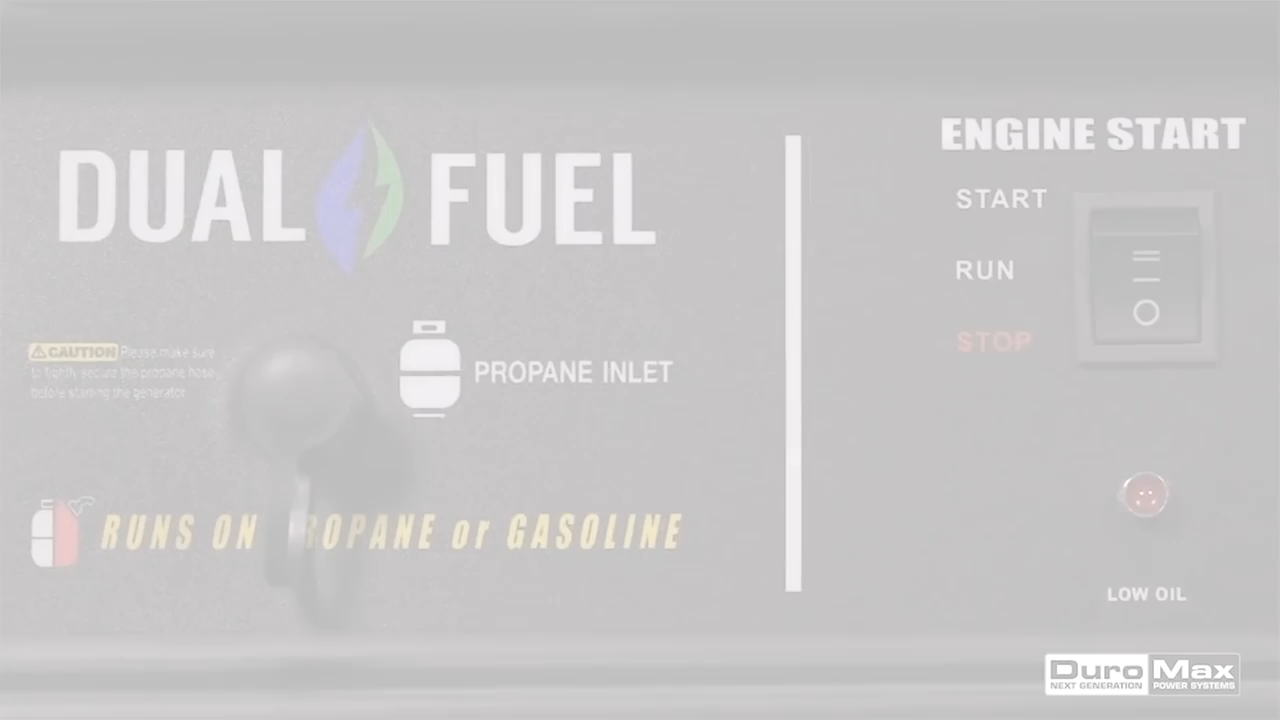 DUAL FUEL
CAUTION Please make sure
to tightly secure the propane hose
before starting the generator
PROPANE INLET
RUNS ON ROPANE or GASOLINE
ENGINE START
START
RUN
STOP
LOW OIL
DuroMax
NEXT GENERATION POWER SYSTEMS